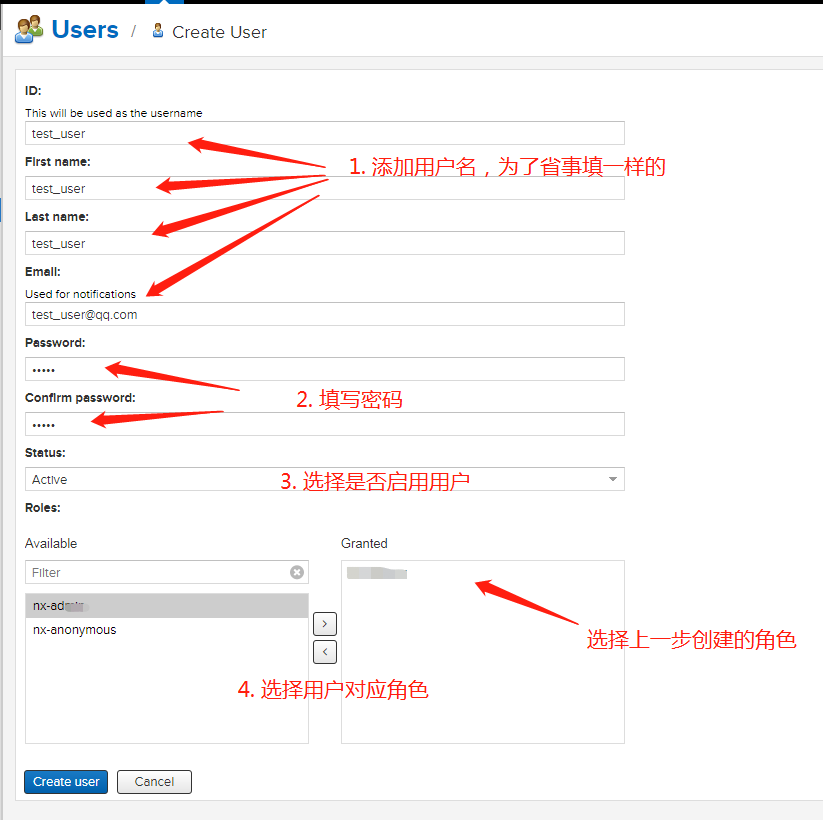 Users / Create User
ID:
This will be used as the username
test_user
First name:
1. 添加用户名，为了省事填一样的
test_user
Last name:
test_user
Email:
Used for notifications
test_user@qq.com
Password:
•••••
Confirm password:
2. 填写密码
•••••
Status:
Active
3. 选择是否启用用户
Roles:
Available
Granted
Filter
nx-anonymous
选择上一步创建的角色
4. 选择用户对应角色
Create user
Cancel